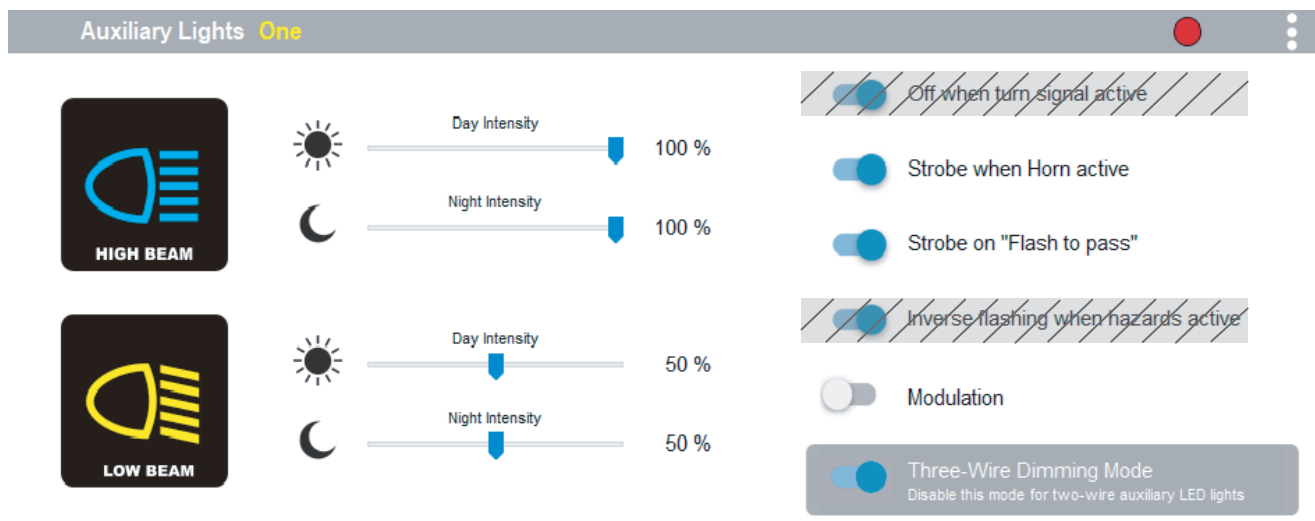 Auxiliary Lights One
HIGH BEAM
Day Intensity
100 %
Night Intensity
100 %
LOW BEAM
Day Intensity
50 %
Night Intensity
50 %
Off when turn signal active
Strobe when Horn active
Strobe on "Flash to pass"
Inverse flashing when hazards active
Modulation
Three-Wire Dimming Mode
Disable this mode for two-wire auxiliary LED lights